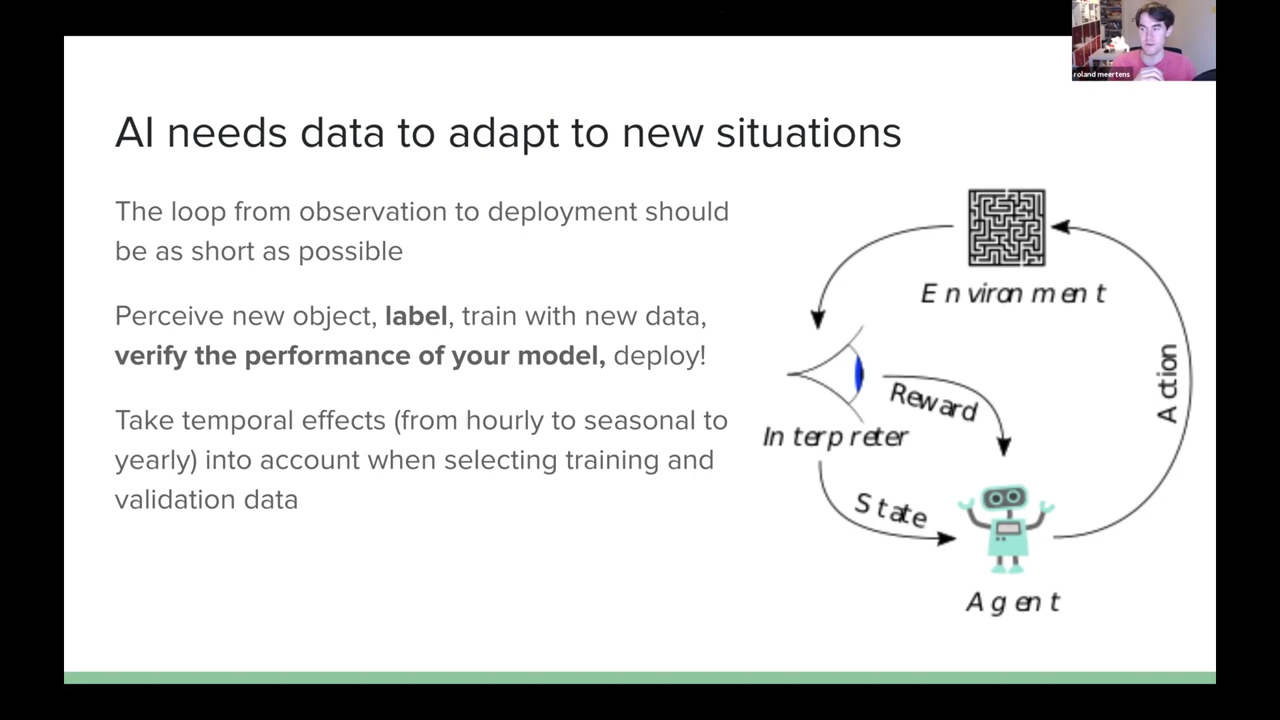 roland meertens
AI needs data to adapt to new situations
The loop from observation to deployment should
be as short as possible
Perceive new object, label, train with new data,
verify the performance of your model, deploy!
Take temporal effects (from hourly to seasonal to
yearly) into account when selecting training and
validation data
Environment
Action
Reward
Interpreter
State
Agent